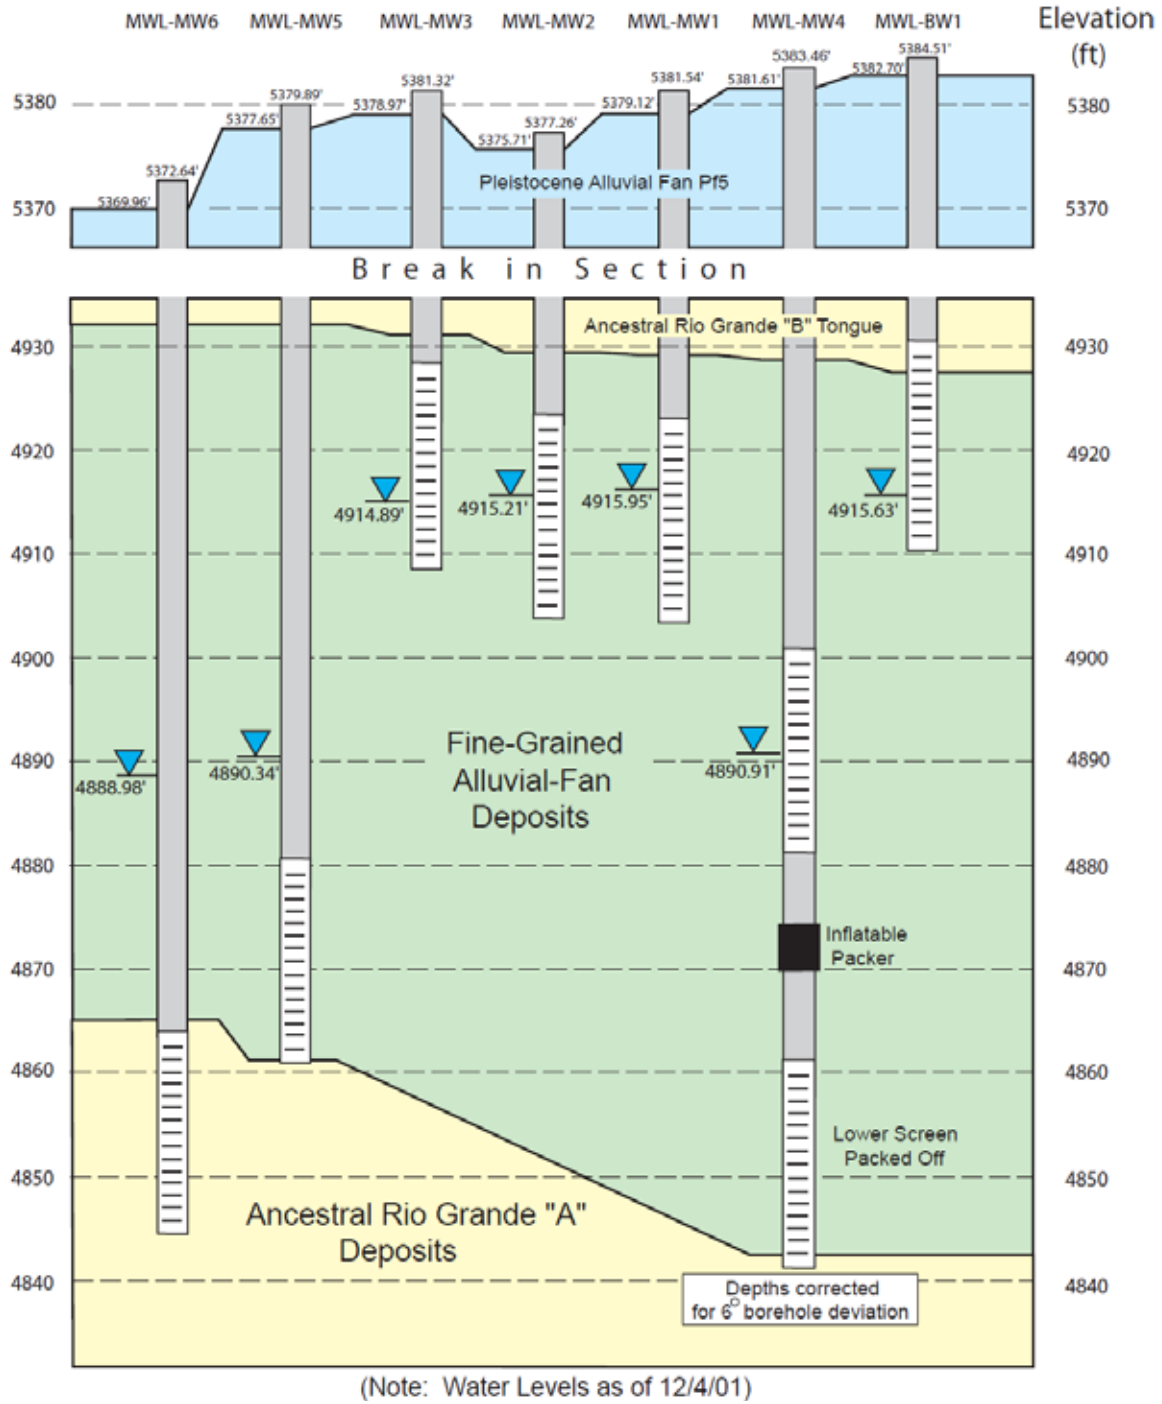 MWL-MW6 MWL-MW5 MWL-MW3 MWL-MW2 MWL-MW1 MWL-MW4 MWL-BW1
Elevation
(ft)
5384.51'
5383.46'
5382.70'
5381.61'
5381.54'
5381.32'
5379.89'
5380
5380
5379.12'
5378.97'
5377.65'
5377.26'
5375.71'
5372.64'
5369.96'
Pleistocene Alluvial Fan Pf5
5370
5370
Break in Section
Ancestral Rio Grande "B" Tongue
4930
4930
4920
4920
4914.89'
4915.21'
4915.95'
4915.63'
4910
4910
4900
4900
Fine-Grained
Alluvial-Fan
Deposits
4890
4890
4888.98'
4890.34'
4890.91'
4880
4880
Inflatable
Packer
4870
4870
4860
4860
Lower Screen
Packed Off
4850
4850
Ancestral Rio Grande "A"
Deposits
4840
4840
Depths corrected
for 6° borehole deviation
(Note: Water Levels as of 12/4/01)